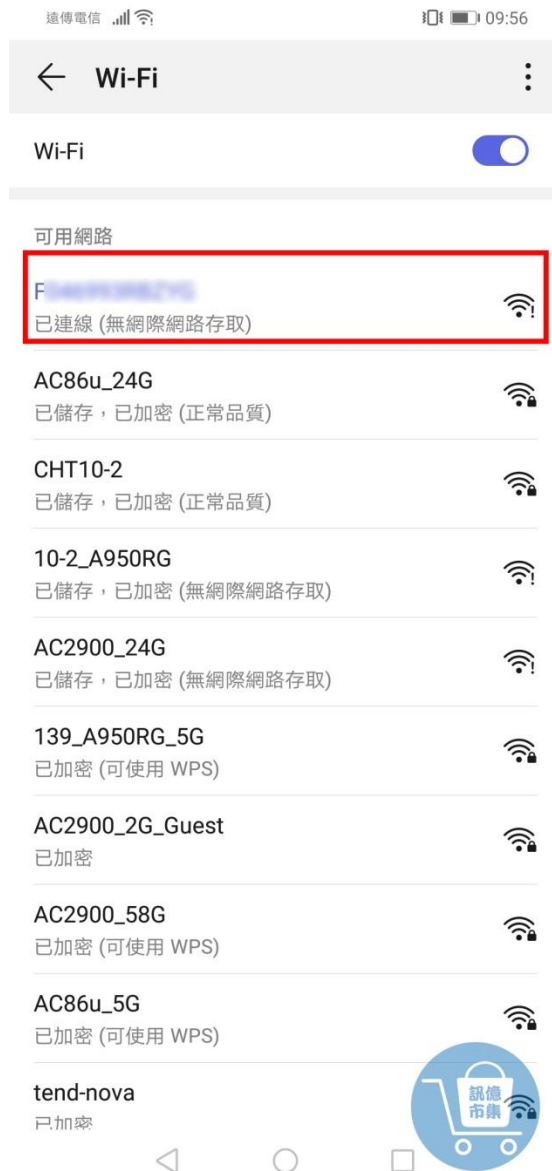 遠傳電信 09:56
Wi-Fi
Wi-Fi
可用網路
F
已連線 (無網際網路存取)
AC86u_24G
已儲存，已加密 (正常品質)
CHT10-2
已儲存，已加密 (正常品質)
10-2_A950RG
已儲存，已加密 (無網際網路存取)
AC2900_24G
已儲存，已加密 (無網際網路存取)
139_A950RG_5G
已加密 (可使用 WPS)
AC2900_2G_Guest
已加密
AC2900_58G
已加密 (可使用 WPS)
AC86u_5G
已加密 (可使用 WPS)
tend-nova
已加密
訊億
市集